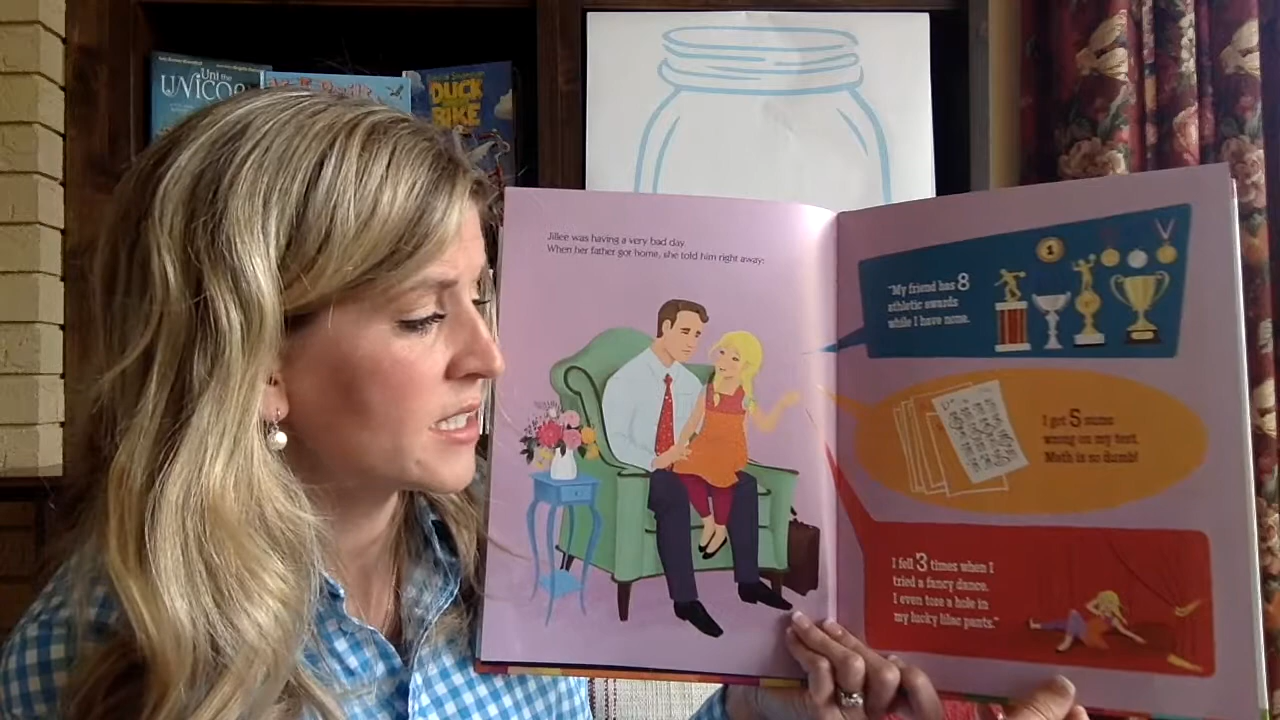 Uni the
UNICO
DUCK
BIKE
Jillee was having a very bad day.
When her father got home, she told him right away:
"My friend has 8
athletic awards
while I have none.
1
I got 5 sums
wrong on my test.
Math is so dumb!
I fell 3 times when I
tried a fancy dance.
I even tore a hole in
my lucky lilac pants."